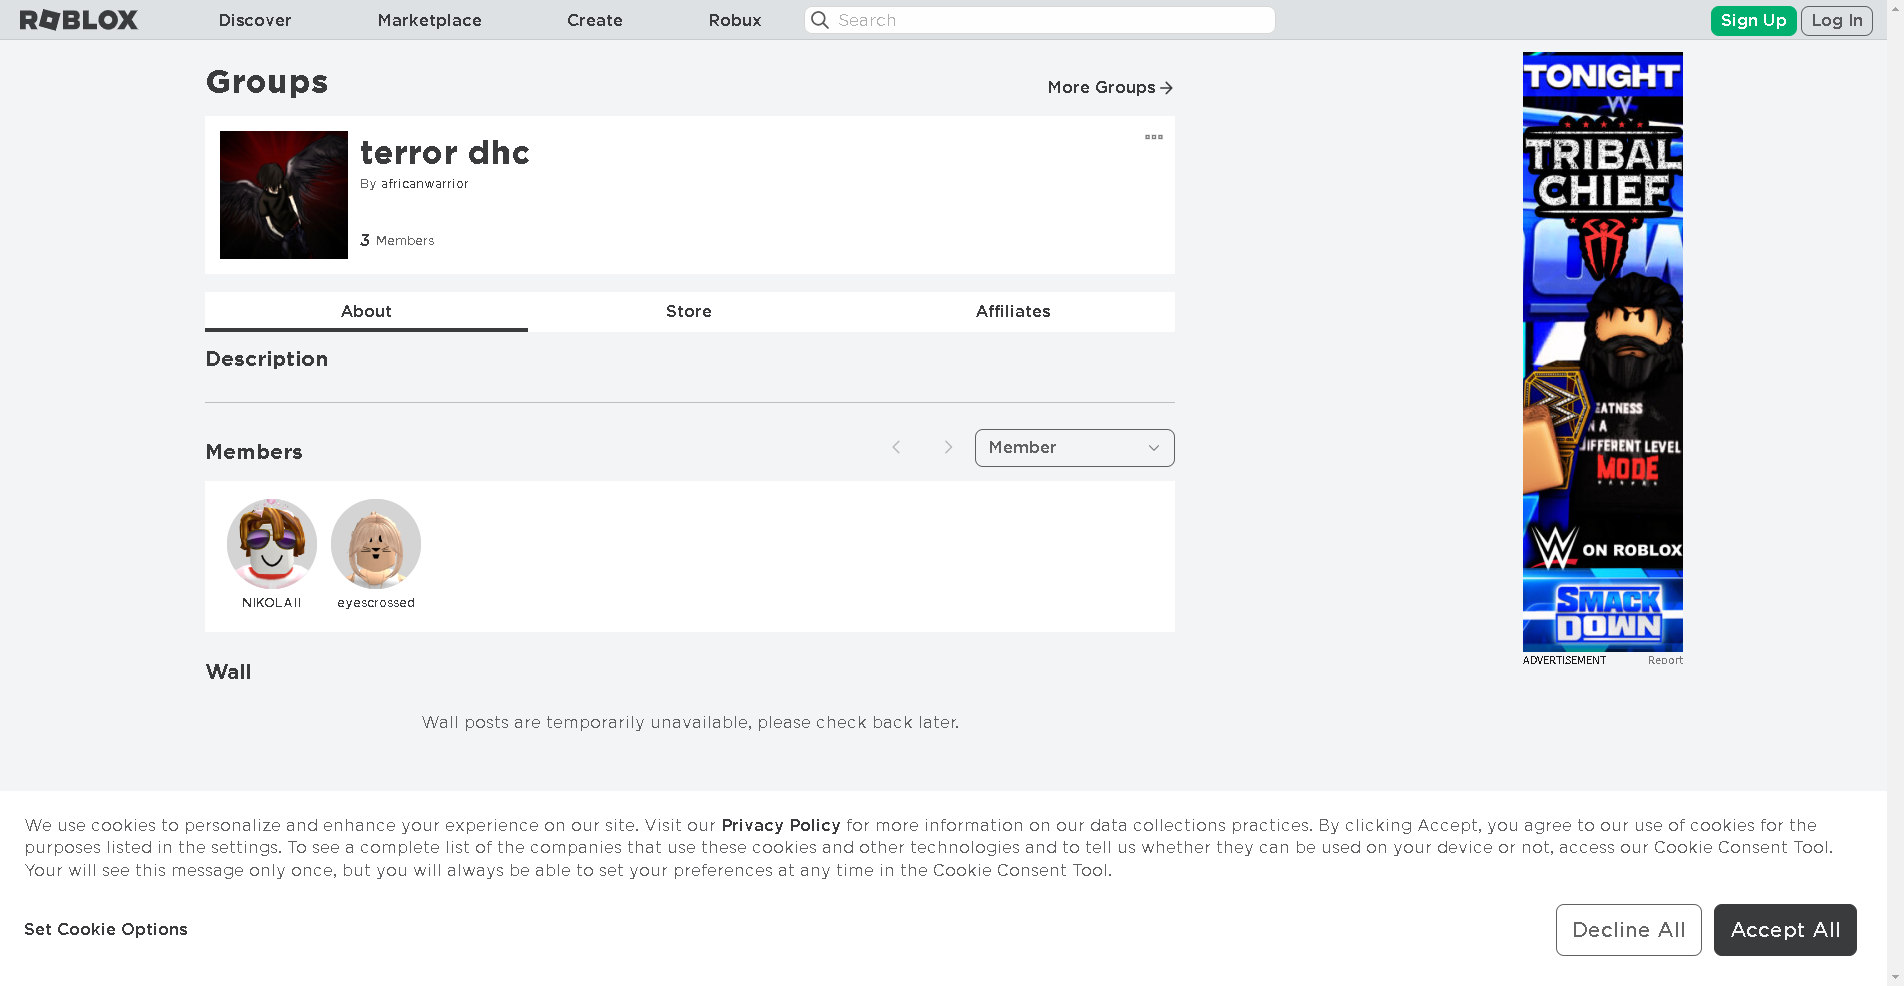 ROBLOX
Discover
Marketplace
Create
Robux
Search
Sign Up
Log In
Groups
More Groups
terror dhc
By africanwarrior
3 Members
About
Store
Affiliates
Description
Members
Member
NIKOLAII
eyescrossed
Wall
Wall posts are temporarily unavailable, please check back later.
TONIGHT
W
TRIBAL
CHIEF
EATNESS
N A
IFFERENT LEVEL
MODE
W ON ROBLOX
SMACK
DOWN
ADVERTISEMENT
Report
We use cookies to personalize and enhance your experience on our site. Visit our Privacy Policy for more information on our data collections practices. By clicking Accept, you agree to our use of cookies for the
purposes listed in the settings. To see a complete list of the companies that use these cookies and other technologies and to tell us whether they can be used on your device or not, access our Cookie Consent Tool.
Your will see this message only once, but you will always be able to set your preferences at any time in the Cookie Consent Tool.
Set Cookie Options
Decline All
Accept All